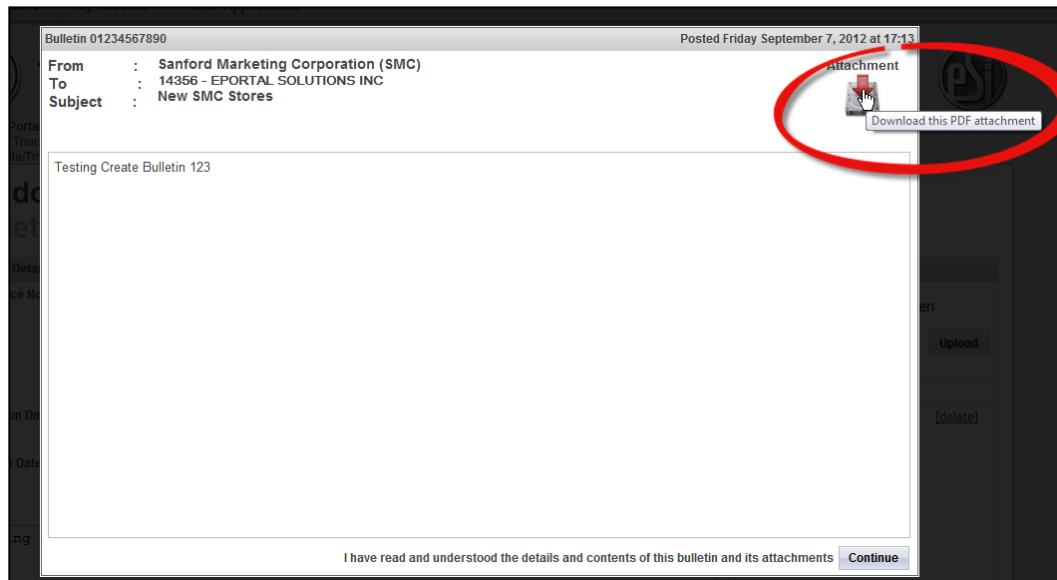 Bulletin 01234567890 Posted Friday September 7, 2012 at 17:13
From : Sanford Marketing Corporation (SMC)
To : 14356 - EPORTAL SOLUTIONS INC
Subject : New SMC Stores
Attachment
Download this PDF attachment
eSi
Testing Create Bulletin 123
Upload
[delete]
I have read and understood the details and contents of this bulletin and its attachments Continue